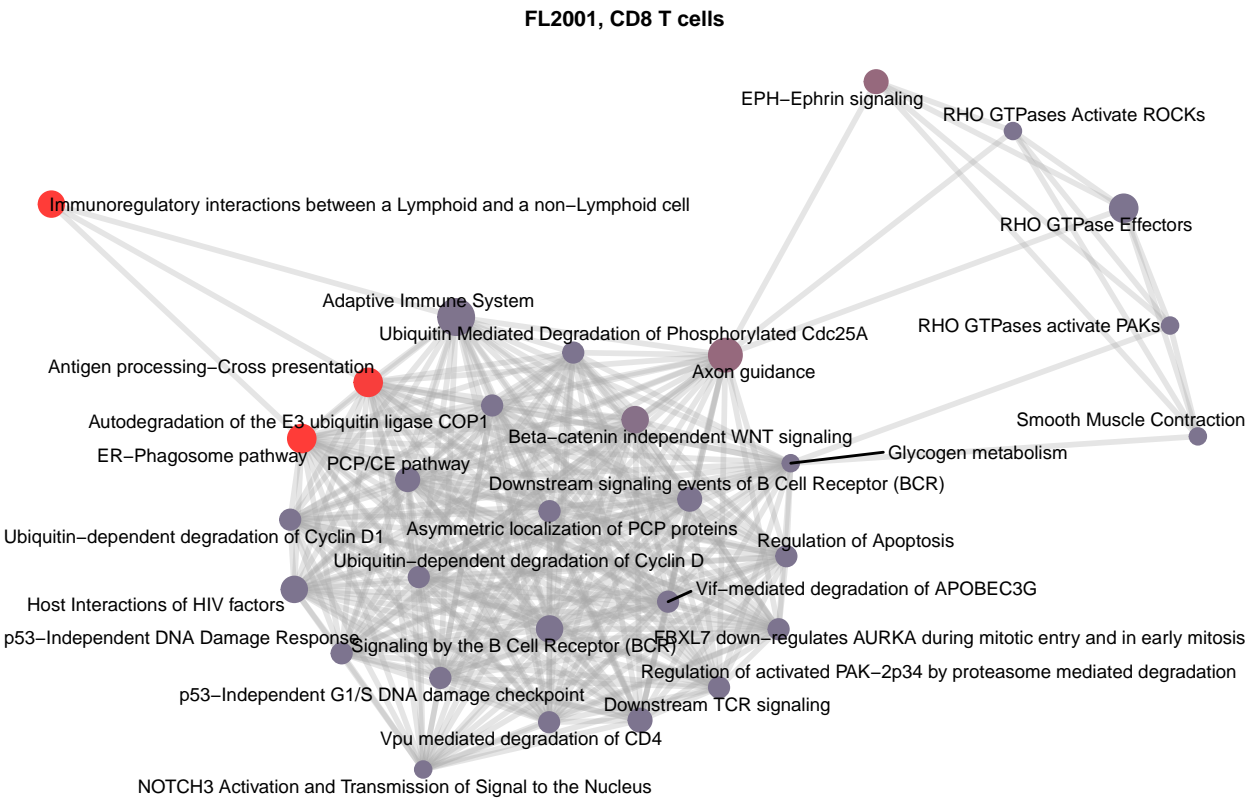 FL2001, CD8 T cells
EPH−Ephrin signaling
RHO GTPases Activate ROCKs
Immunoregulatory interactions between a Lymphoid and a non−Lymphoid cell
RHO GTPase Effectors
Adaptive Immune System
RHO GTPases activate PAKs
Ubiquitin Mediated Degradation of Phosphorylated Cdc25A
Antigen processing−Cross presentation
Axon guidance
Autodegradation of the E3 ubiquitin ligase COP1
Smooth Muscle Contraction
Beta−catenin independent WNT signaling
ER−Phagosome pathway
Glycogen metabolism
PCP/CE pathway
Downstream signaling events of B Cell Receptor (BCR)
Asymmetric localization of PCP proteins
Ubiquitin−dependent degradation of Cyclin D1
Regulation of Apoptosis
Ubiquitin−dependent degradation of Cyclin D
Vif−mediated degradation of APOBEC3G
Host Interactions of HIV factors
p53−Independent DNA Damage Response
Signaling by the B Cell Receptor (BCR)
FBXL7 down−regulates AURKA during mitotic entry and in early mitosis
Regulation of activated PAK−2p34 by proteasome mediated degradation
p53−Independent G1/S DNA damage checkpoint
Downstream TCR signaling
Vpu mediated degradation of CD4
NOTCH3 Activation and Transmission of Signal to the Nucleus